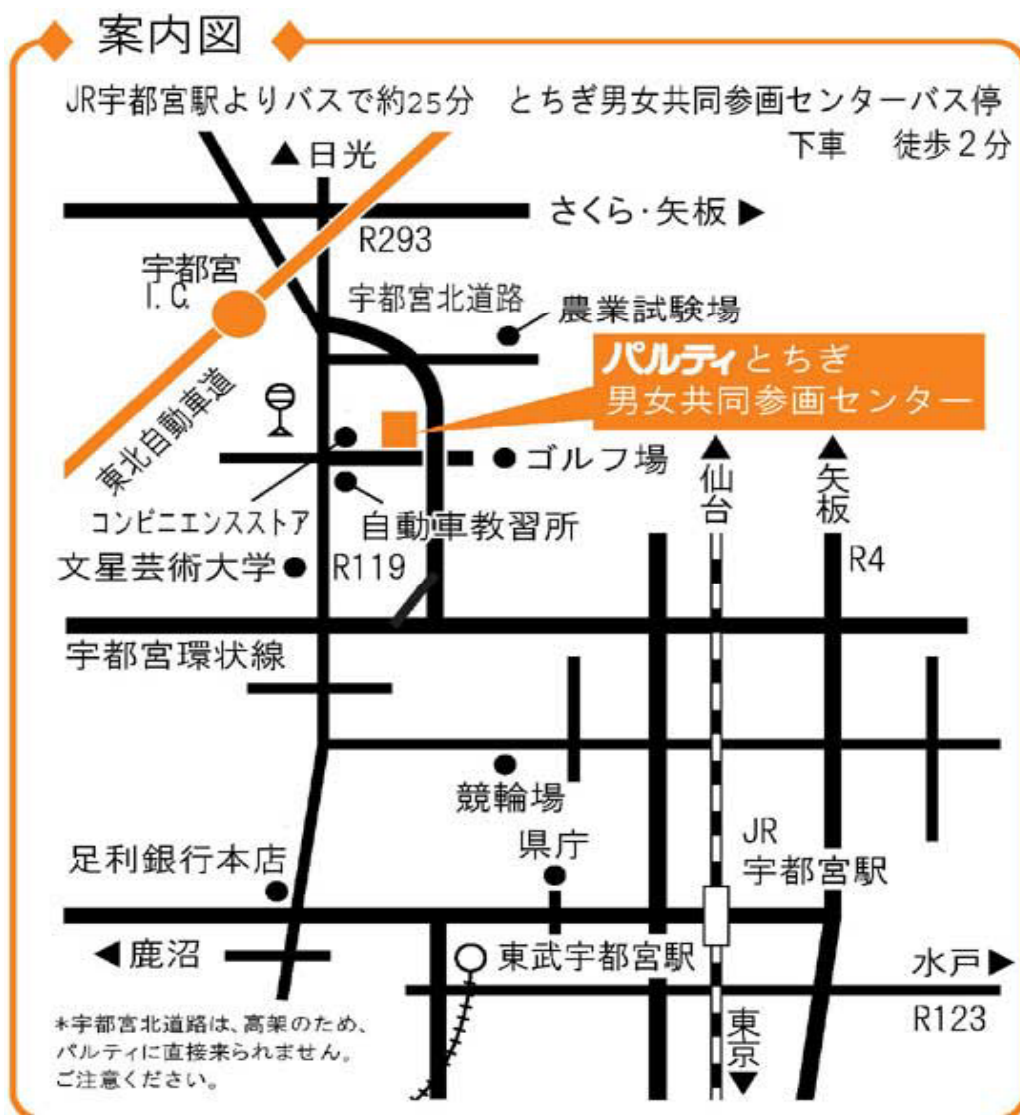 案内図
JR宇都宮駅よりバスで約25分 とちぎ男女共同参画センターバス停
下車 徒歩2分
▲日光
さくら・矢板▶
R293
宇都宮
I.C.
宇都宮北道路
農業試験場
パルティとちぎ
男女共同参画センター
東北自動車道
ゴルフ場
▲仙台
▲矢板
コンビニエンスストア
自動車教習所
文星芸術大学
R119
R4
宇都宮環状線
競輪場
JR
宇都宮駅
県庁
足利銀行本店
◀鹿沼
東武宇都宮駅
水戸▶
R123
東京▼
*宇都宮北道路は、高架のため、
パルティに直接来られません。
ご注意ください。